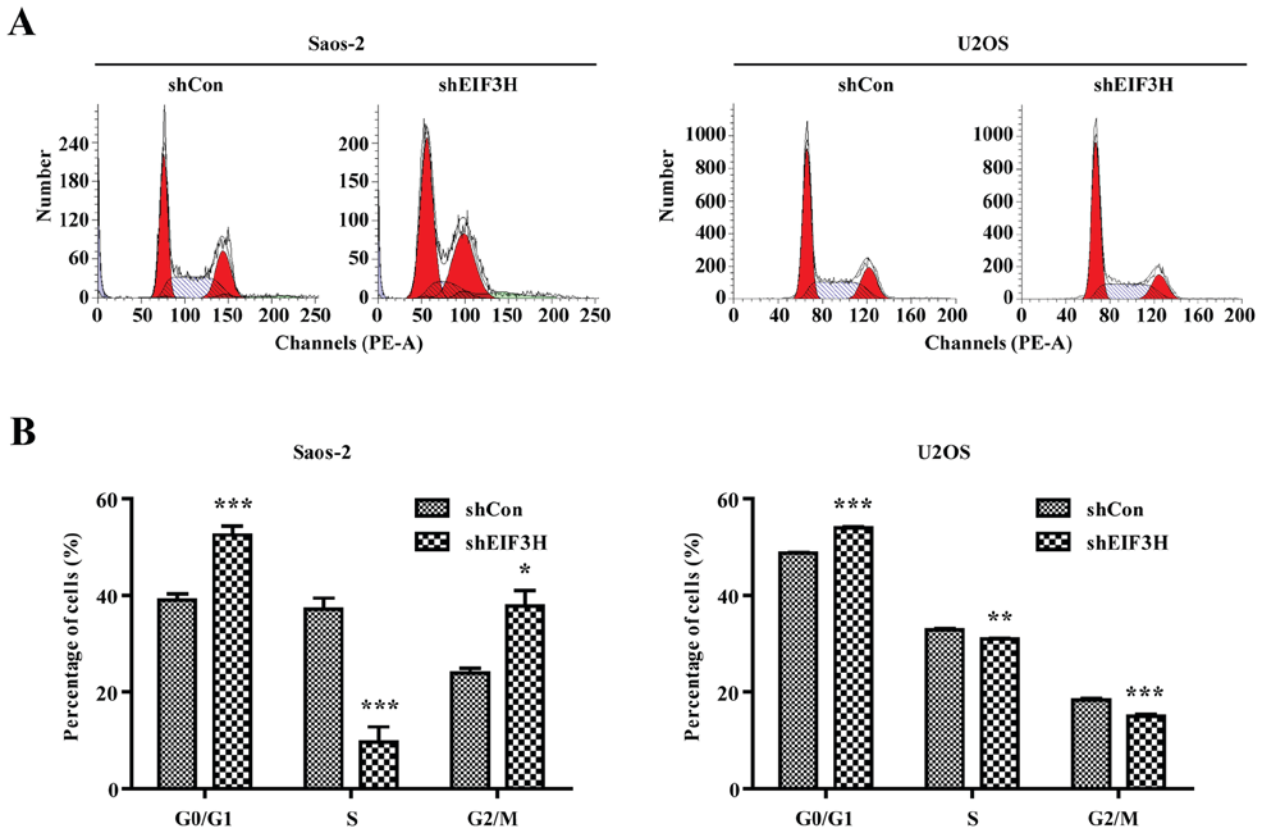 A
Saos-2
U2OS
shCon
shEIF3H
shCon
shEIF3H
Number
240
180
120
60
0
0 50 100 150 200 250
200
150
100
50
0
0 50 100 150 200 250
Channels (PE-A)
Number
1000
800
600
400
200
0
0 40 80 120 160 200
1000
800
600
400
200
0
0 40 80 120 160 200
Channels (PE-A)
B
Saos-2
Percentage of cells (%)
60
40
20
0
***
***
*
shCon
shEIF3H
G0/G1 S G2/M
U2OS
Percentage of cells (%)
60
40
20
0
***
**
***
shCon
shEIF3H
G0/G1 S G2/M